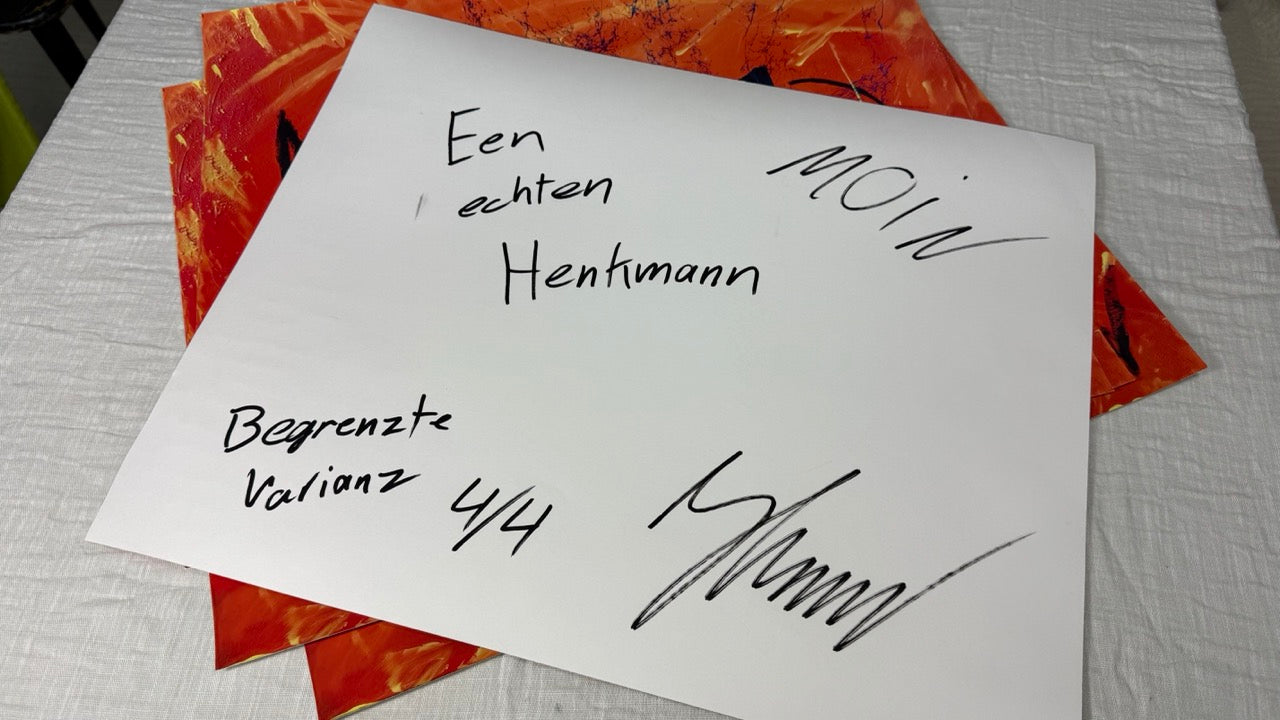 Een
echten
Henkmann
MOIN
Begrenzte
Varianz 4/4